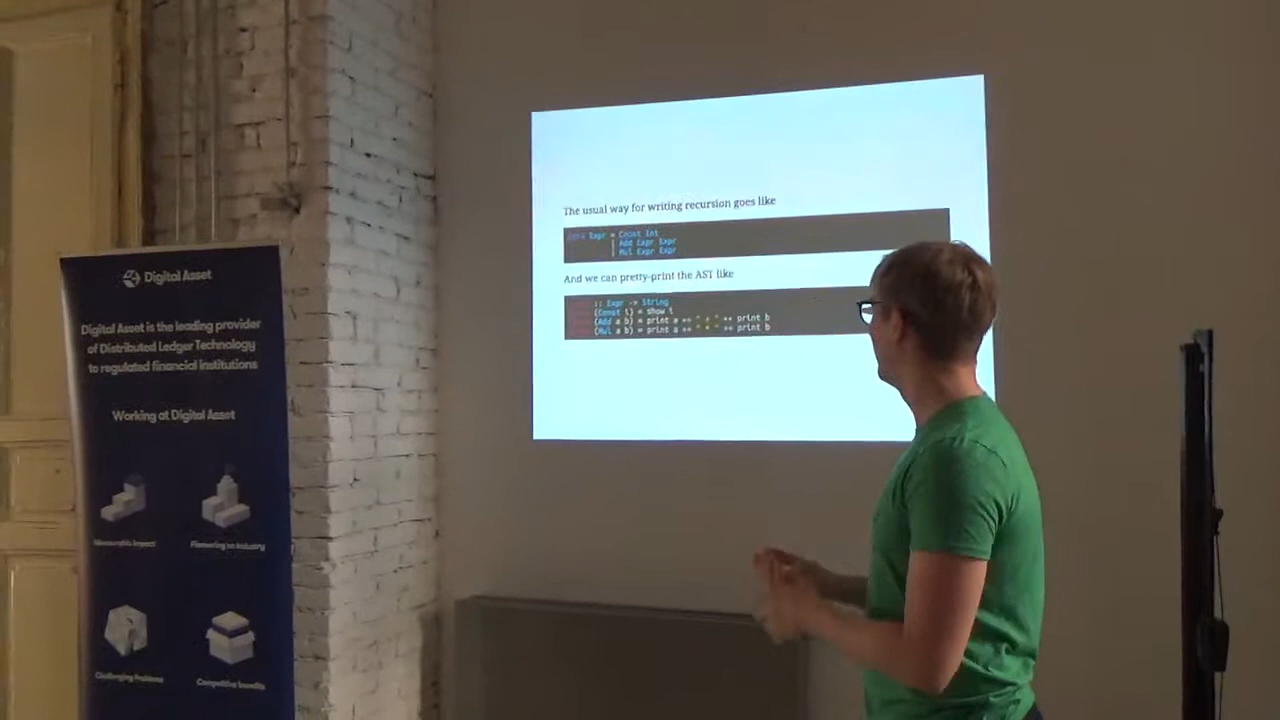 Digital Asset
Digital Asset is the leading provider
of Distributed Ledger Technology
to regulated financial institutions
Working at Digital Asset
Measurable Impact
Pioneering an Industry
Challenging Problems
Competitive Benefits
The usual way for writing recursion goes like
data Expr = Const Int
| Add Expr Expr
| Mul Expr Expr
And we can pretty-print the AST like
:: Expr -> String
(Const i) = show i
(Add a b) = print a ++ " + " ++ print b
(Mul a b) = print a ++ " * " ++ print b